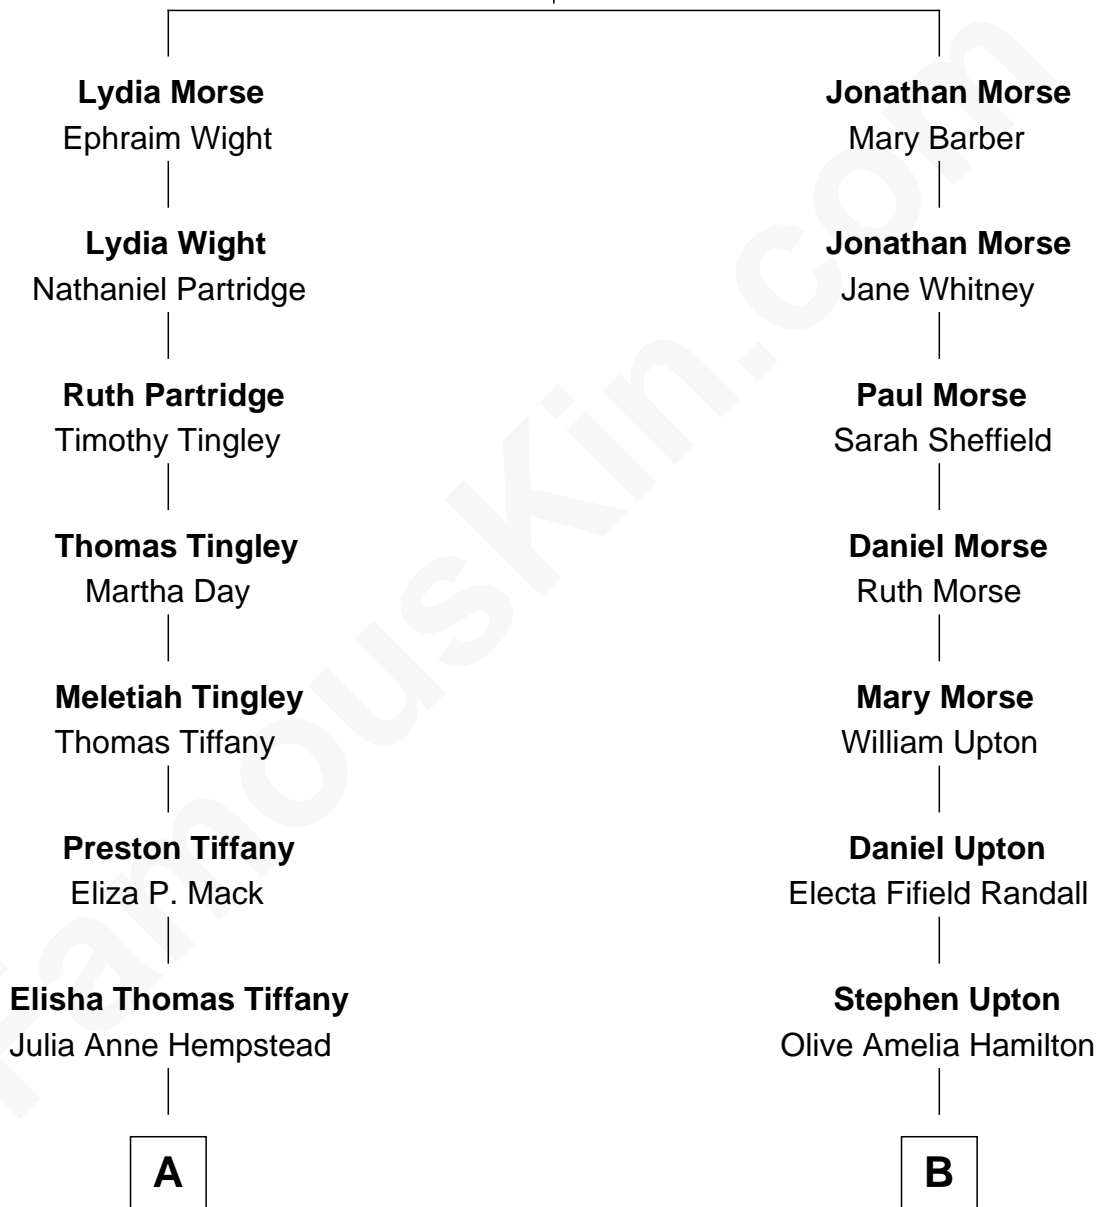 Lydia Morse
Ephraim Wight
Lydia Wight
Nathaniel Partridge
Ruth Partridge
Timothy Tingley
Thomas Tingley
Martha Day
Meletiah Tingley
Thomas Tiffany
Preston Tiffany
Eliza P. Mack
Elisha Thomas Tiffany
Julia Anne Hempstead
A
Jonathan Morse
Mary Barber
Jonathan Morse
Jane Whitney
Paul Morse
Sarah Sheffield
Daniel Morse
Ruth Morse
Mary Morse
William Upton
Daniel Upton
Electa Fifield Randall
Stephen Upton
Olive Amelia Hamilton
B
FamousKin.com